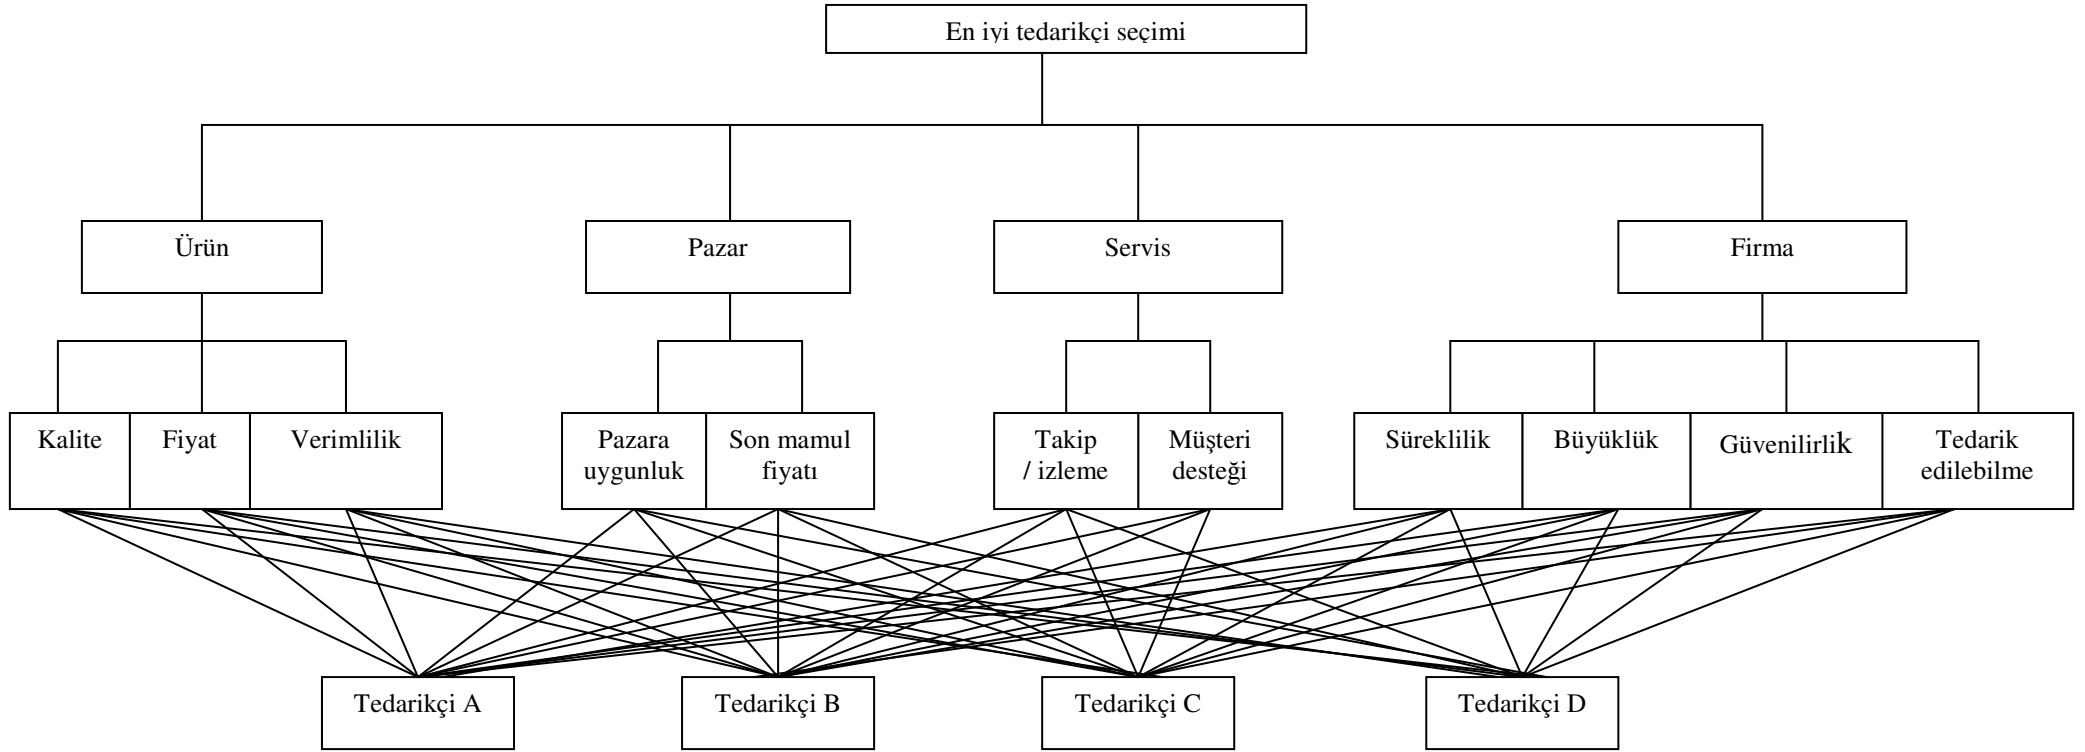 En iyi tedarikçi seçimi
Ürün
Pazar
Servis
Firma
Kalite
Fiyat
Verimlilik
Pazara
uygunluk
Son mamul
fiyatı
Takip
/ izleme
Müşteri
desteği
Süreklilik
Büyüklük
Güvenilirlik
Tedarik
edilebilme
Tedarikçi A
Tedarikçi B
Tedarikçi C
Tedarikçi D